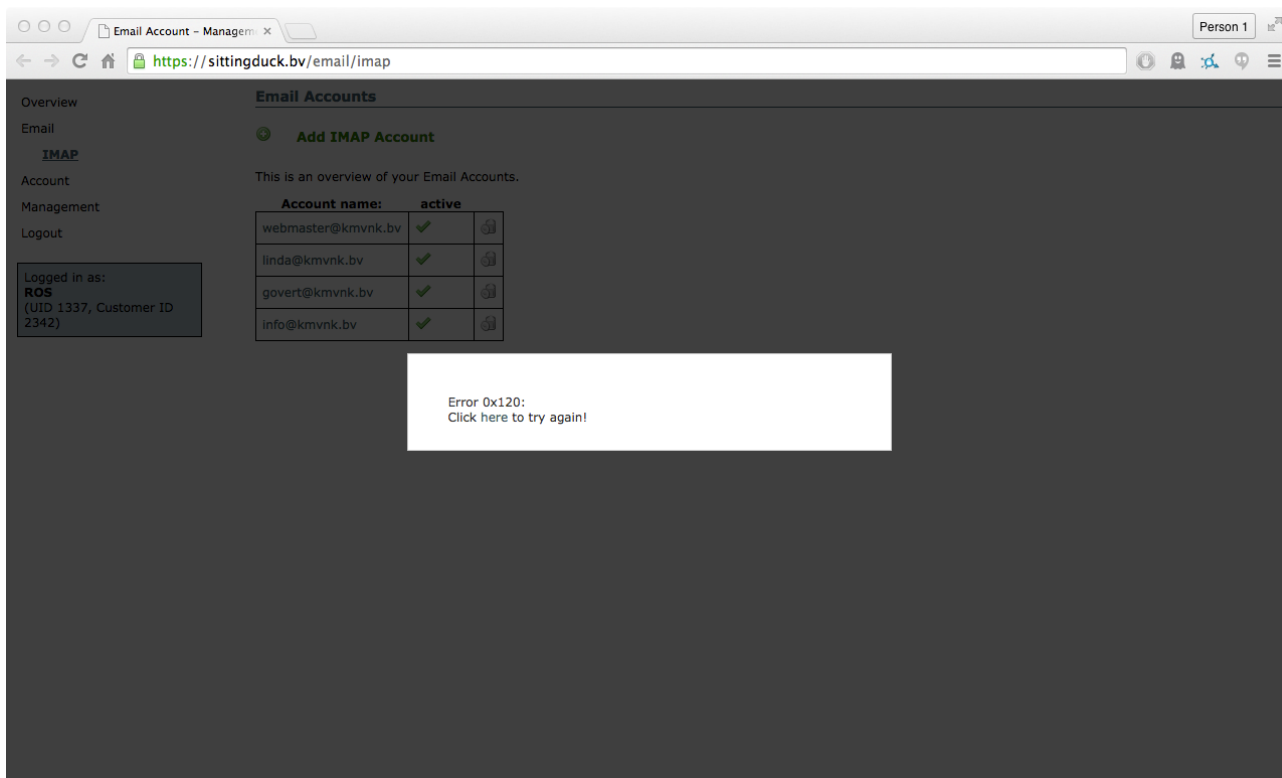 Email Account – Managem
Person 1
https://sittingduck.bv/email/imap
Overview
Email
IMAP
Account
Management
Logout
Logged in as:
ROS
(UID 1337, Customer ID
2342)
Email Accounts
Add IMAP Account
This is an overview of your Email Accounts.
Account name: active
webmaster@kmvnk.bv
linda@kmvnk.bv
govert@kmvnk.bv
info@kmvnk.bv
Error 0x120:
Click here to try again!